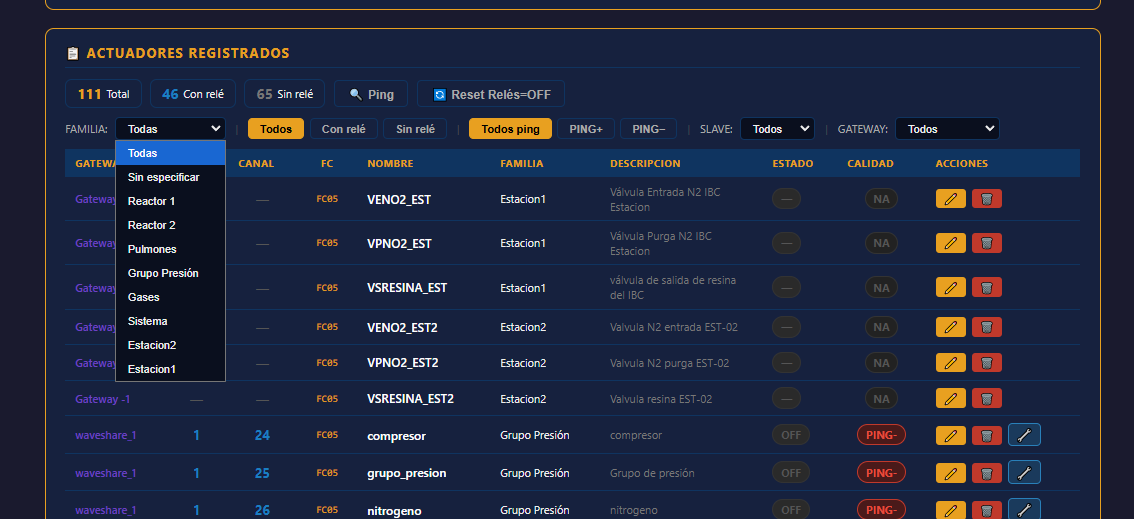 ACTUADORES REGISTRADOS
111 Total 46 Con relé 65 Sin relé Ping Reset Relés=OFF
FAMILIA: Todas | Todos Con relé Sin relé | Todos ping PING+ PING− | SLAVE: Todos | GATEWAY: Todos
Todas
Sin especificar
Reactor 1
Reactor 2
Pulmones
Grupo Presión
Gases
Sistema
Estacion2
Estacion1
CANAL FC NOMBRE FAMILIA DESCRIPCION ESTADO CALIDAD ACCIONES
Gateway — FC05 VENO2_EST Estacion1 Válvula Entrada N2 IBC Estacion — NA
Gateway — FC05 VPNO2_EST Estacion1 Válvula Purga N2 IBC Estacion — NA
Gateway — FC05 VSRESINA_EST Estacion1 válvula de salida de resina del IBC — NA
Gateway — FC05 VENO2_EST2 Estacion2 Valvula N2 entrada EST-02 — NA
Gateway — FC05 VPNO2_EST2 Estacion2 Valvula N2 purga EST-02 — NA
Gateway -1 — — FC05 VSRESINA_EST2 Estacion2 Valvula resina EST-02 — NA
waveshare_1 1 24 FC05 compresor Grupo Presión compresor OFF PING-
waveshare_1 1 25 FC05 grupo_presion Grupo Presión Grupo de presión OFF PING-
waveshare_1 1 26 FC05 nitrogeno Grupo Presión nitrogeno OFF PING-